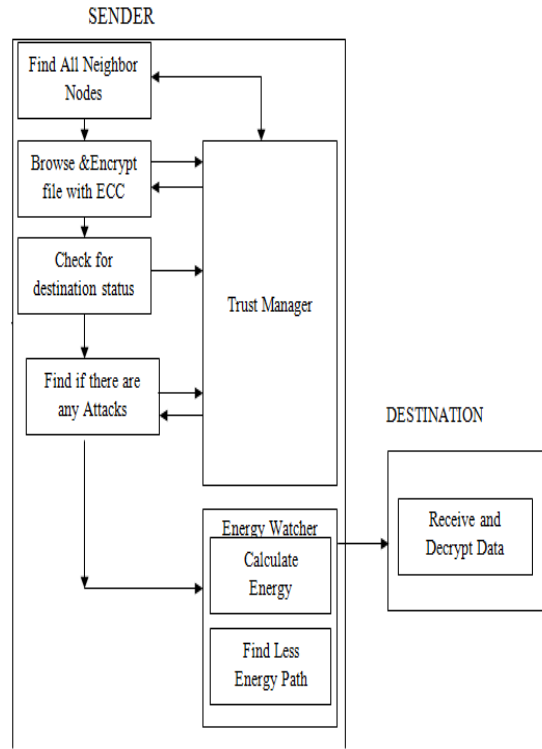 SENDER
Find All Neighbor
Nodes
Browse &Encrypt
file with ECC
Check for
destination status
Trust Manager
Find if there are
any Attacks
DESTINATION
Energy Watcher
Calculate
Energy
Find Less
Energy Path
Receive and
Decrypt Data